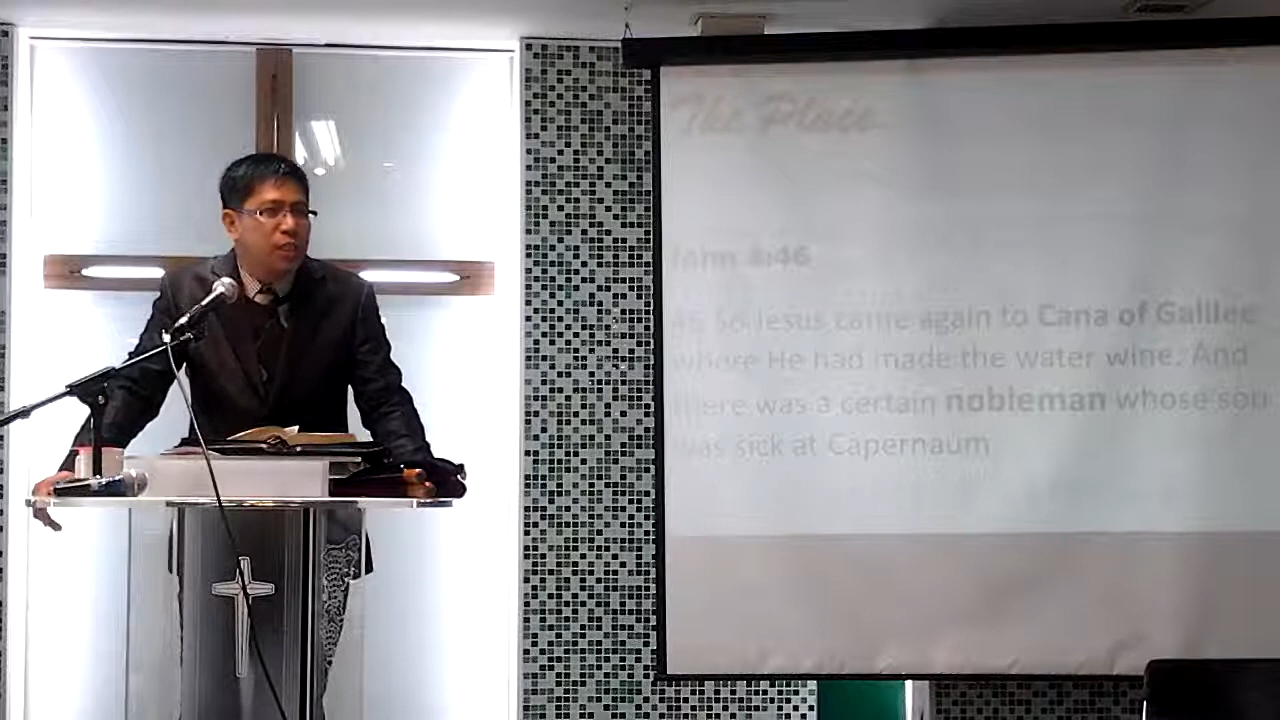 The Place
John 4:46
46 So Jesus came again to Cana of Galilee
where He had made the water wine. And
there was a certain nobleman whose son
was sick at Capernaum